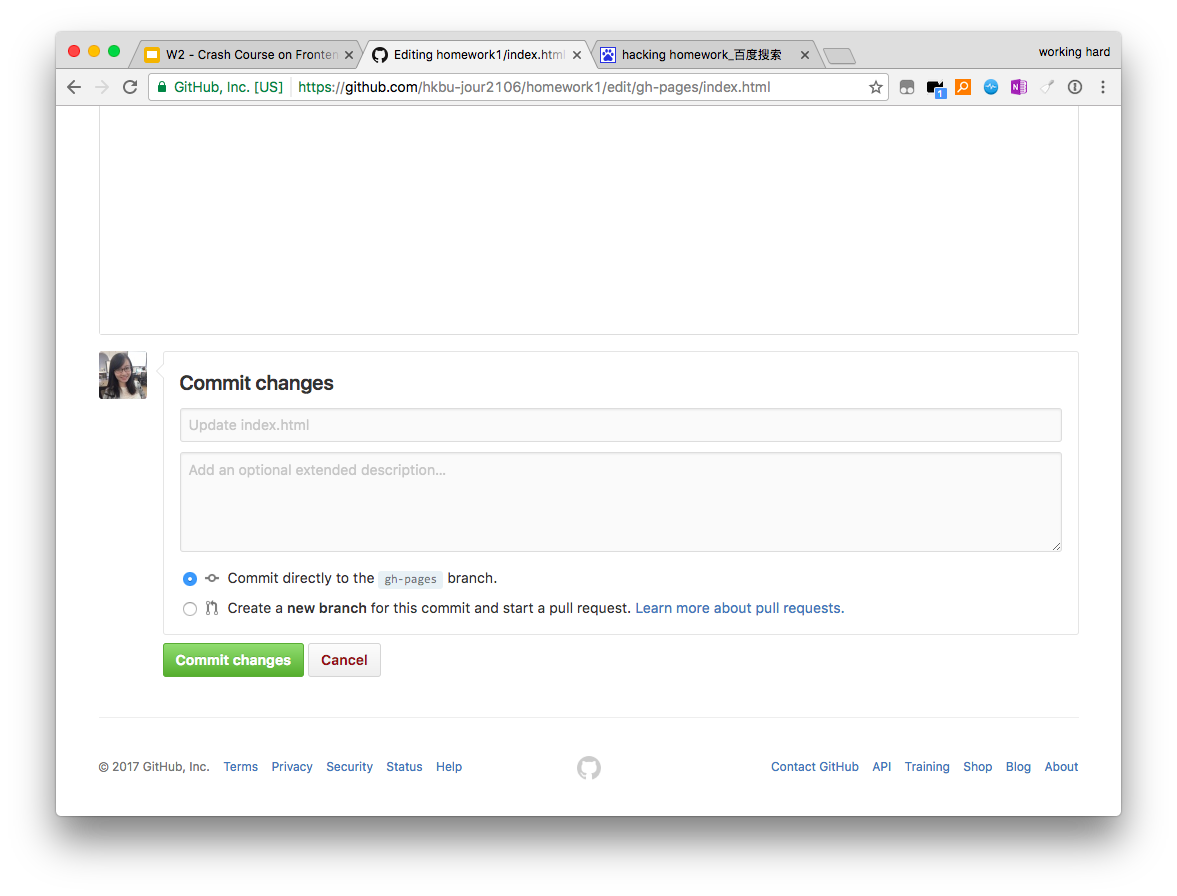 W2 - Crash Course on Fronten
Editing homework1/index.html
hacking homework_百度搜索
working hard
GitHub, Inc. [US]
https://github.com/hkbu-jour2106/homework1/edit/gh-pages/index.html
1
Commit changes
Update index.html
Add an optional extended description...
Commit directly to the gh-pages branch.
Create a new branch for this commit and start a pull request. Learn more about pull requests.
Commit changes
Cancel
© 2017 GitHub, Inc. Terms Privacy Security Status Help
Contact GitHub API Training Shop Blog About